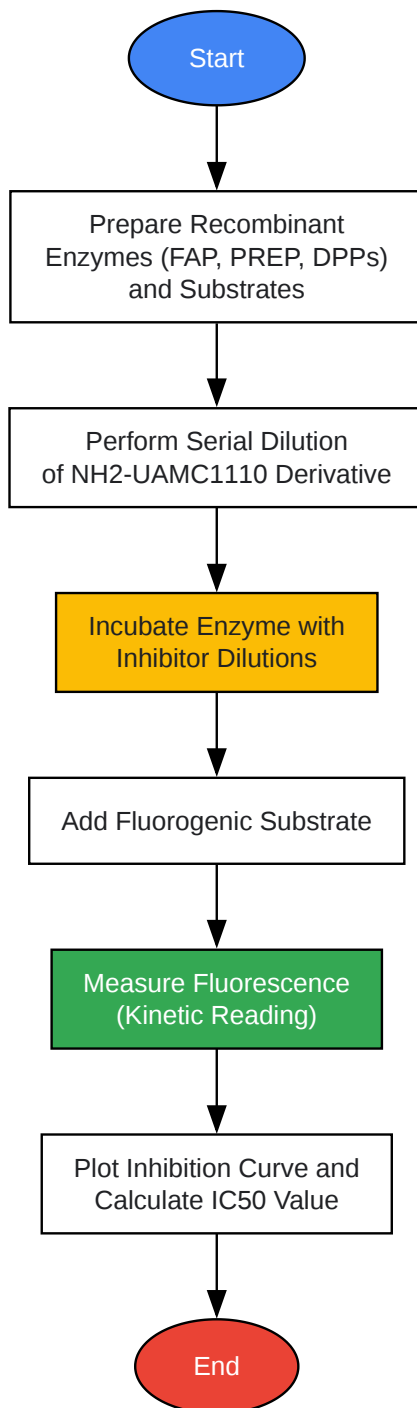 Start
Prepare Recombinant
Enzymes (FAP, PREP, DPPs)
and Substrates
Perform Serial Dilution
of NH2-UAMC1110 Derivative
Incubate Enzyme with
Inhibitor Dilutions
Add Fluorogenic Substrate
Measure Fluorescence
(Kinetic Reading)
Plot Inhibition Curve and
Calculate IC50 Value
End